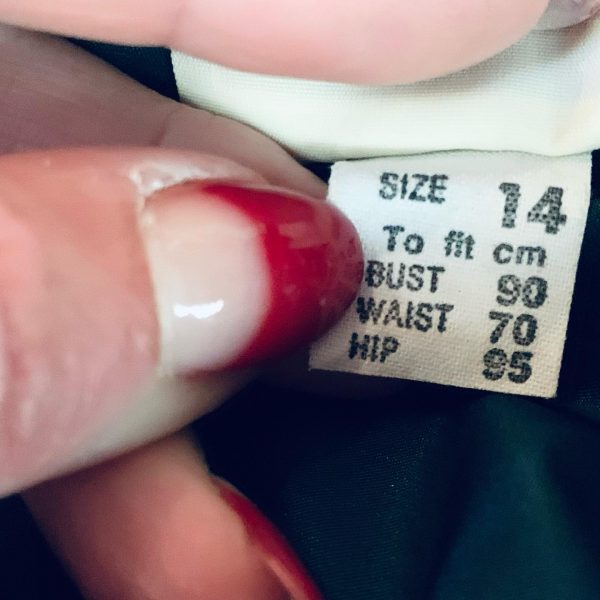 SIZE 14
To fit cm
BUST 90
WAIST 70
HIP 95